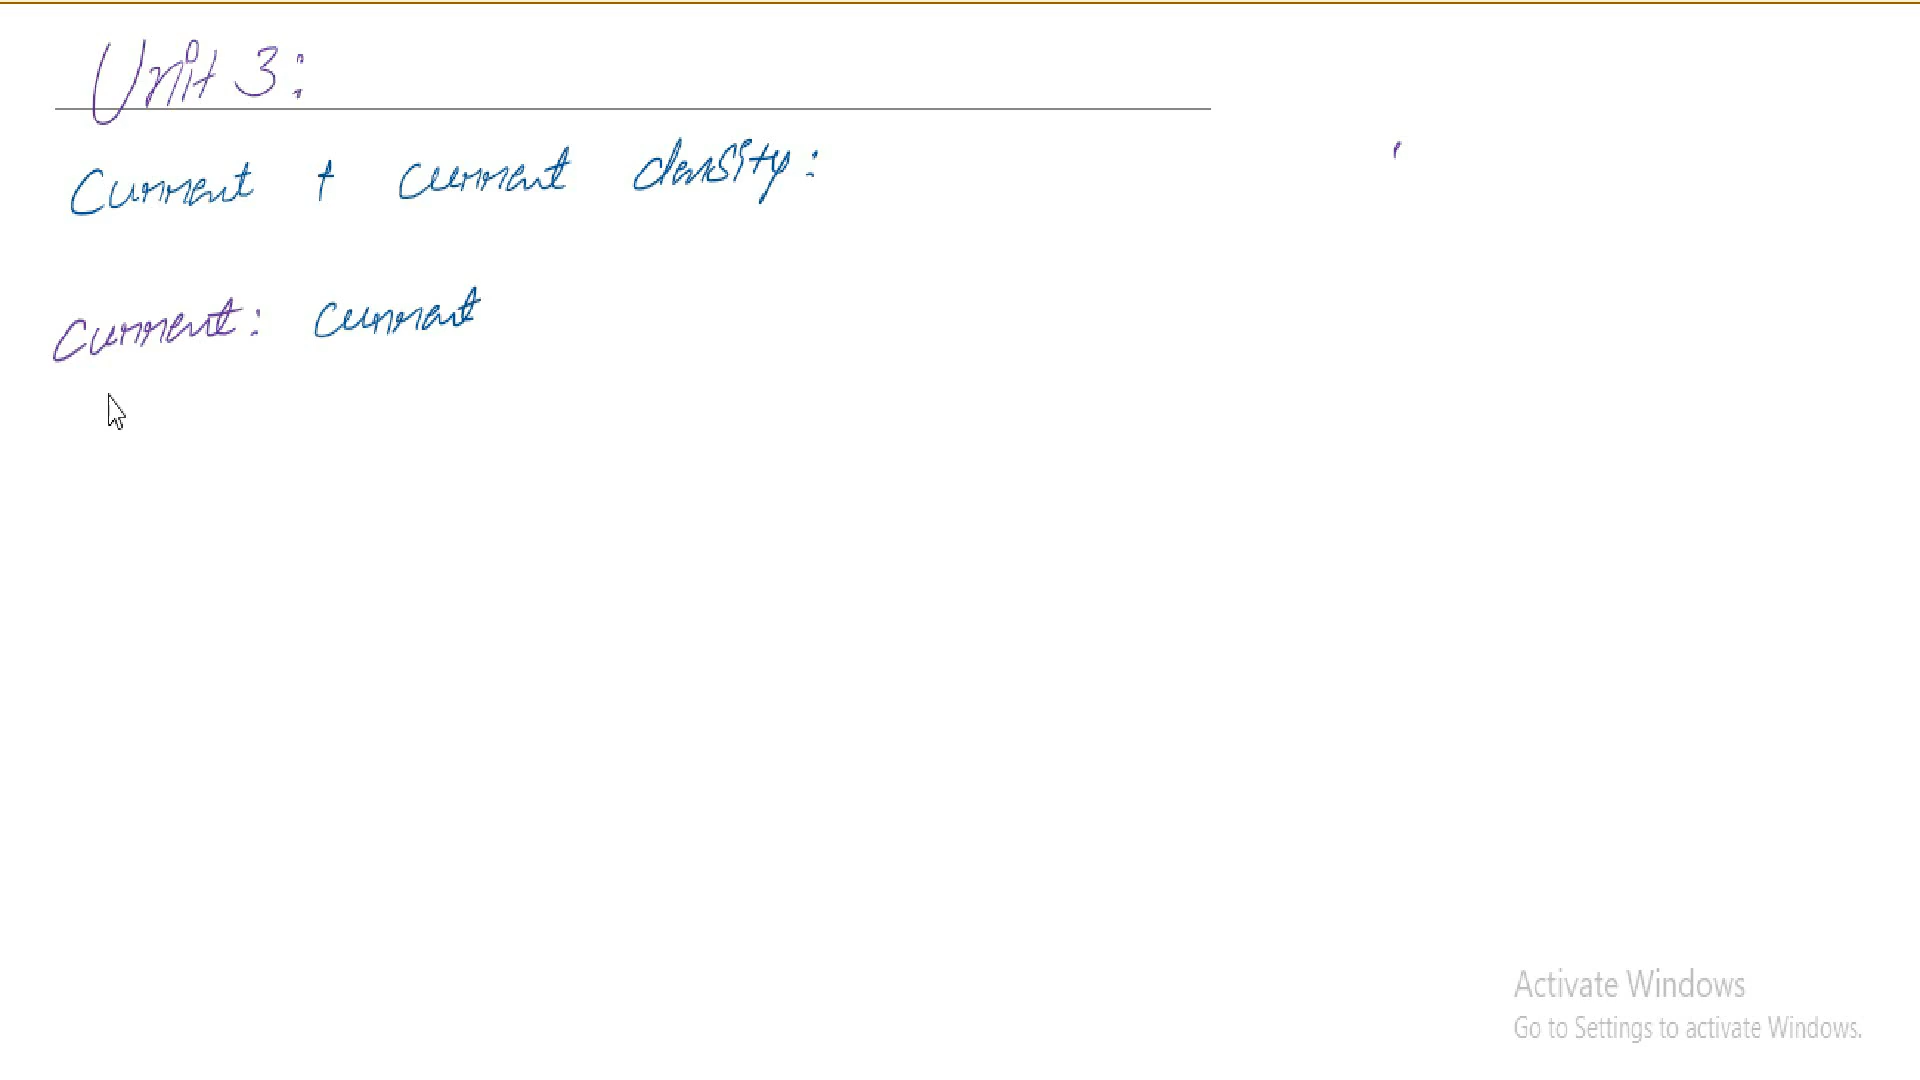 Unit 3:
Current + current density:
Current: current
Activate Windows
Go to Settings to activate Windows.